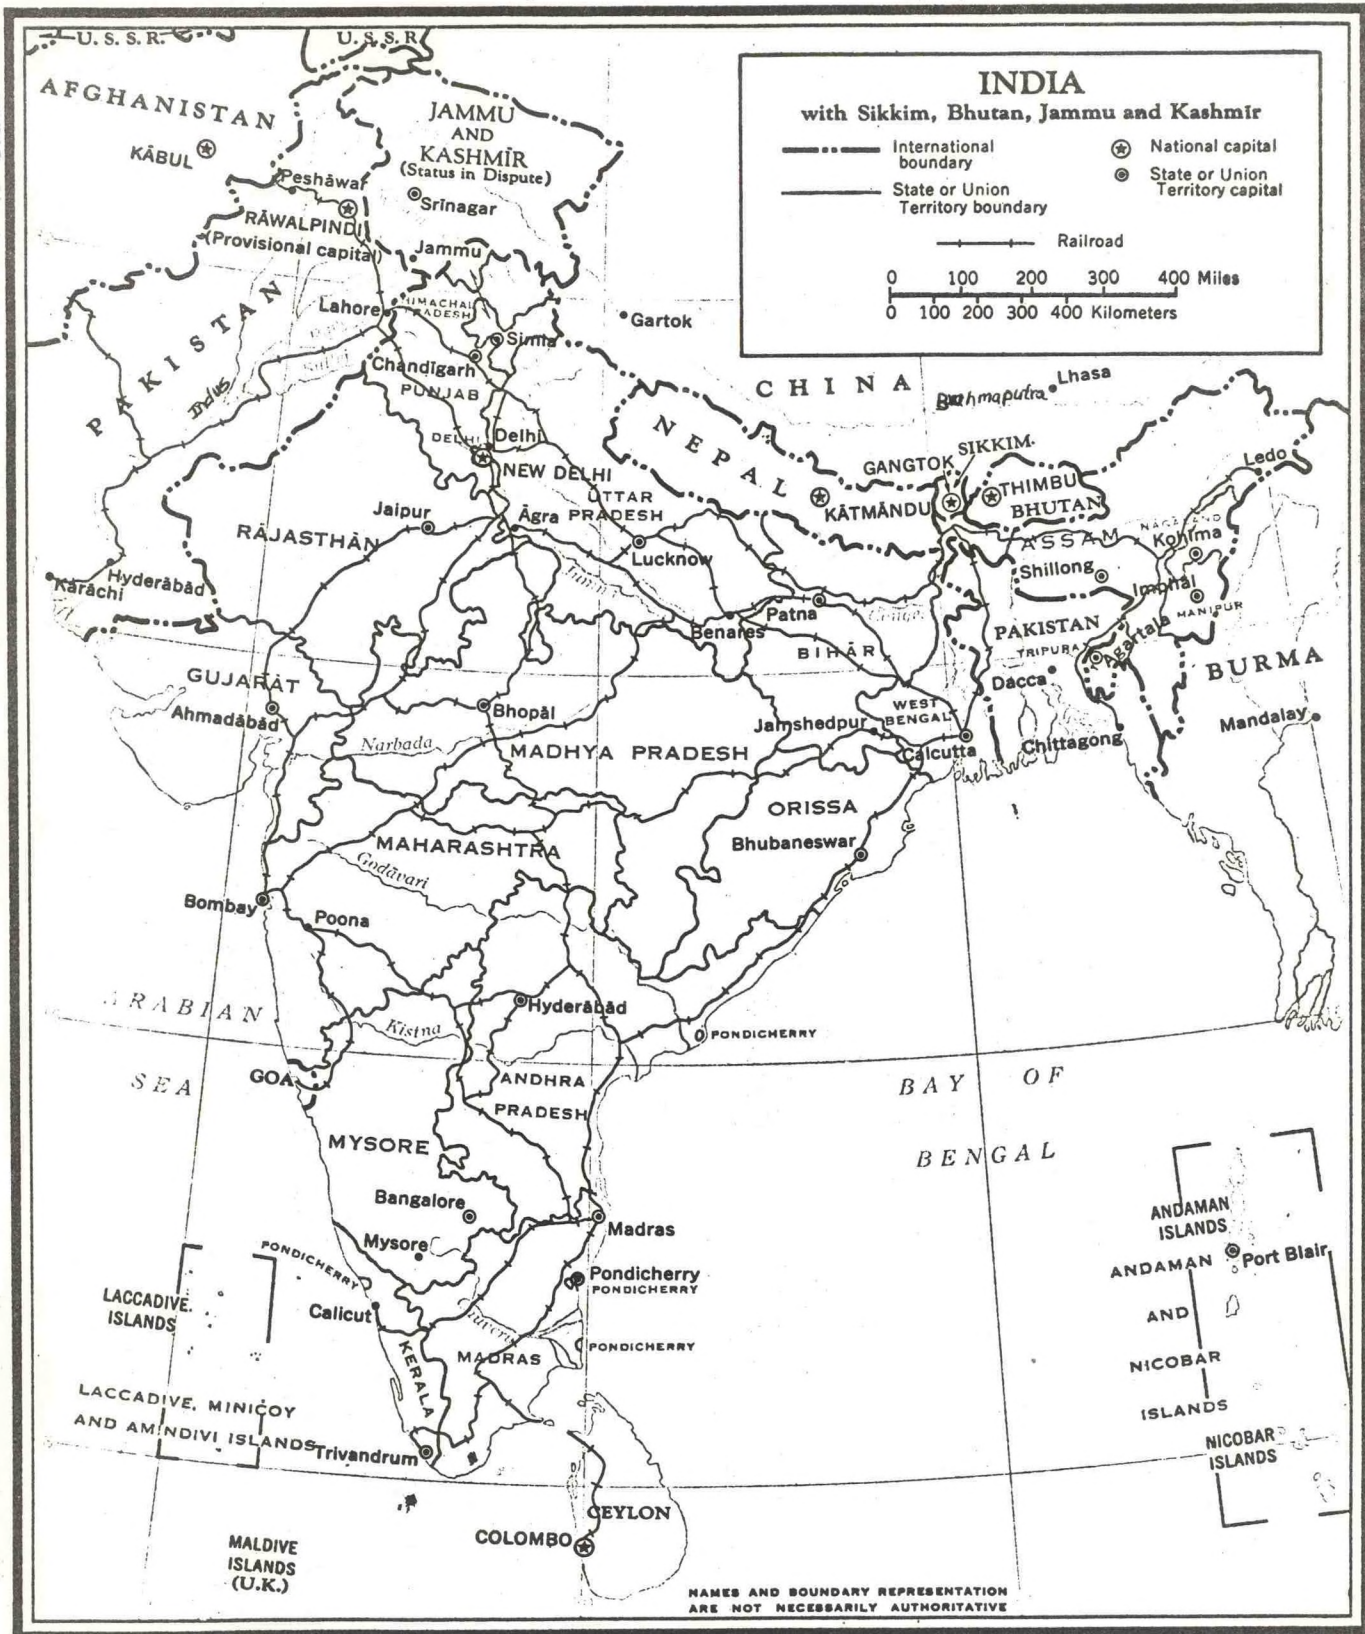 U. S. S. R.
U. S. S. R.
INDIA
with Sikkim, Bhutan, Jammu and Kashmīr
International
boundary
State or Union
Territory boundary
National capital
State or Union
Territory capital
Railroad
0 100 200 300 400 Miles
0 100 200 300 400 Kilometers
AFGHANISTAN
KĀBUL
JAMMU
AND
KASHMĪR
(Status in Dispute)
Peshāwar
Srīnagar
RĀWALPINDI
(Provisional capital)
Jammu
PAKISTAN
Lahore
HIMACHAL
PRADESH
Gartok
Simla
Chandīgarh
PUNJAB
Indus
CHINA
Lhasa
NEPAL
DELHI
Delhi
NEW DELHI
SIKKIM
GANGTOK
Ledo
THIMBU
BHUTAN
KĀTMĀNDU
UTTAR
PRADESH
Jaipur
Āgra
RĀJASTHĀN
Lucknow
ASSAM
NAGALAND
Kohīma
Shillong
Imphāl
MANIPUR
Hyderābād
Karāchi
Patna
Benares
PAKISTAN
TRIPURA
Agartala
BIHĀR
BURMA
Dācca
GUJARĀT
Ahmadābād
Bhopāl
WEST
BENGAL
Jamshedpur
Calcutta
Chittagong
Mandalay
Narbada
MADHYA PRADESH
ORISSA
Bhubaneswar
MAHARASHTRA
Godāvari
Bombay
Poona
ARABIAN
SEA
Hyderābād
Kistna
PONDICHERRY
GOA
ANDHRA
PRADESH
BAY OF
BENGAL
MYSORE
Bangalore
Madras
Mysore
ANDAMAN
ISLANDS
Port Blair
ANDAMAN
AND
NICOBAR
ISLANDS
NICOBAR
ISLANDS
PONDICHERRY
Pondicherry
PONDICHERRY
LACCADIVE
ISLANDS
Calicut
PONDICHERRY
KERALA
MADRAS
LACCADIVE, MINICOY
AND AMINDIVI ISLANDS
Trivandrum
CEYLON
COLOMBO
MALDIVE
ISLANDS
(U.K.)
NAMES AND BOUNDARY REPRESENTATION
ARE NOT NECESSARILY AUTHORITATIVE